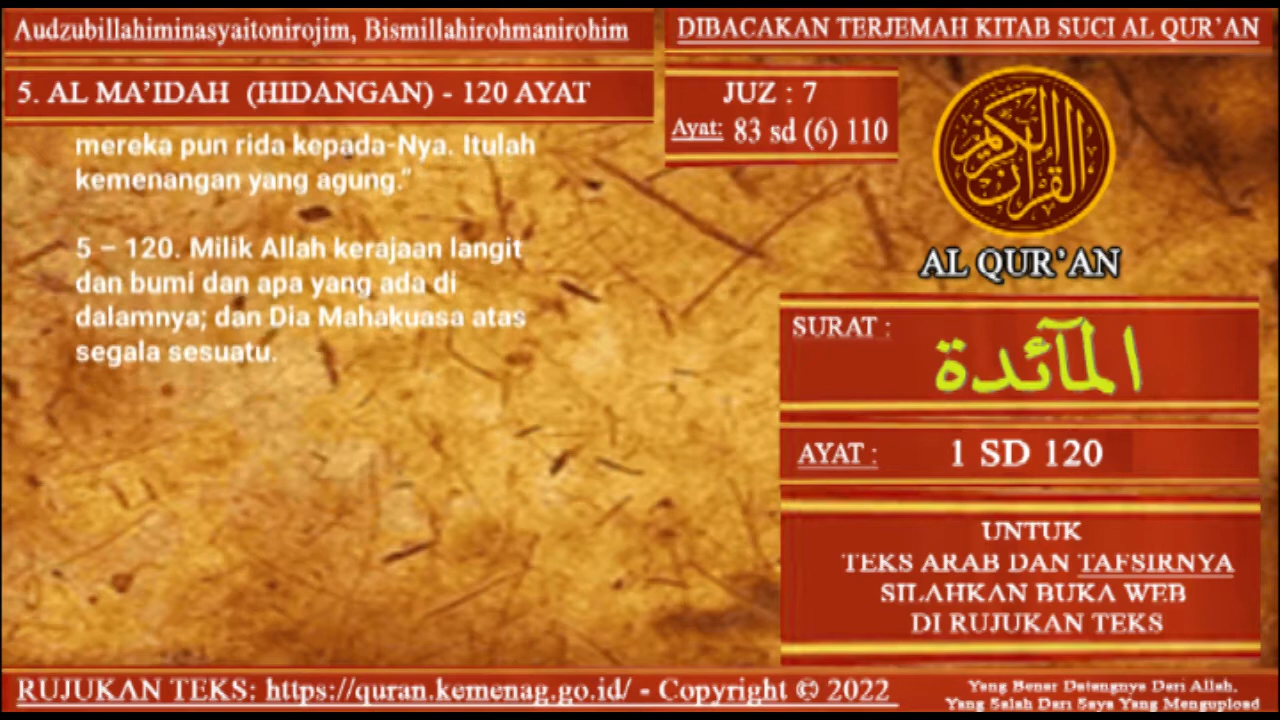 Audzubillahiminasyaitonirojim, Bismillahirohmanirohim
DIBACAKAN TERJEMAH KITAB SUCI AL QUR'AN
5. AL MA'IDAH (HIDANGAN) - 120 AYAT
JUZ : 7
Ayat: 83 sd (6) 110
mereka pun rida kepada-Nya. Itulah
kemenangan yang agung.”
5 – 120. Milik Allah kerajaan langit
dan bumi dan apa yang ada di
dalamnya; dan Dia Mahakuasa atas
segala sesuatu.
القرآن الكريم
AL QUR'AN
SURAT :
المآئدة
AYAT : 1 SD 120
UNTUK
TEKS ARAB DAN TAFSIRNYA
SILAHKAN BUKA WEB
DI RUJUKAN TEKS
RUJUKAN TEKS: https://quran.kemenag.go.id/ - Copyright © 2022
Yang Benar Datangnya Dari Allah,
Yang Salah Dari Saya Yang Mengupload